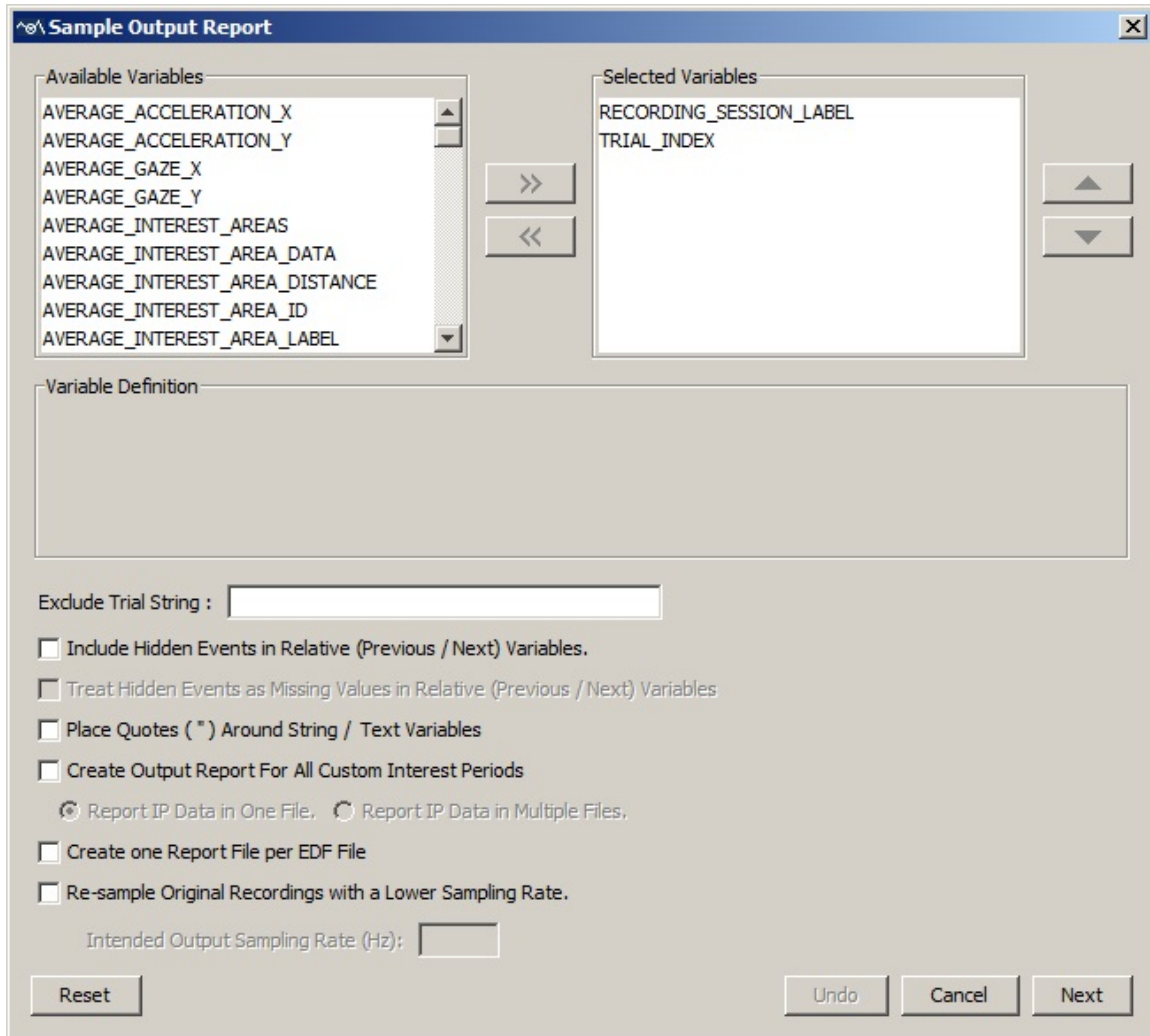 Sample Output Report
Available Variables
AVERAGE_ACCELERATION_X
AVERAGE_ACCELERATION_Y
AVERAGE_GAZE_X
AVERAGE_GAZE_Y
AVERAGE_INTEREST_AREAS
AVERAGE_INTEREST_AREA_DATA
AVERAGE_INTEREST_AREA_DISTANCE
AVERAGE_INTEREST_AREA_ID
AVERAGE_INTEREST_AREA_LABEL
>>
<<
Selected Variables
RECORDING_SESSION_LABEL
TRIAL_INDEX
Variable Definition
Exclude Trial String :
Include Hidden Events in Relative (Previous / Next) Variables.
Treat Hidden Events as Missing Values in Relative (Previous / Next) Variables
Place Quotes ( " ) Around String / Text Variables
Create Output Report For All Custom Interest Periods
Report IP Data in One File. Report IP Data in Multiple Files.
Create one Report File per EDF File
Re-sample Original Recordings with a Lower Sampling Rate.
Intended Output Sampling Rate (Hz):
Reset Undo Cancel Next